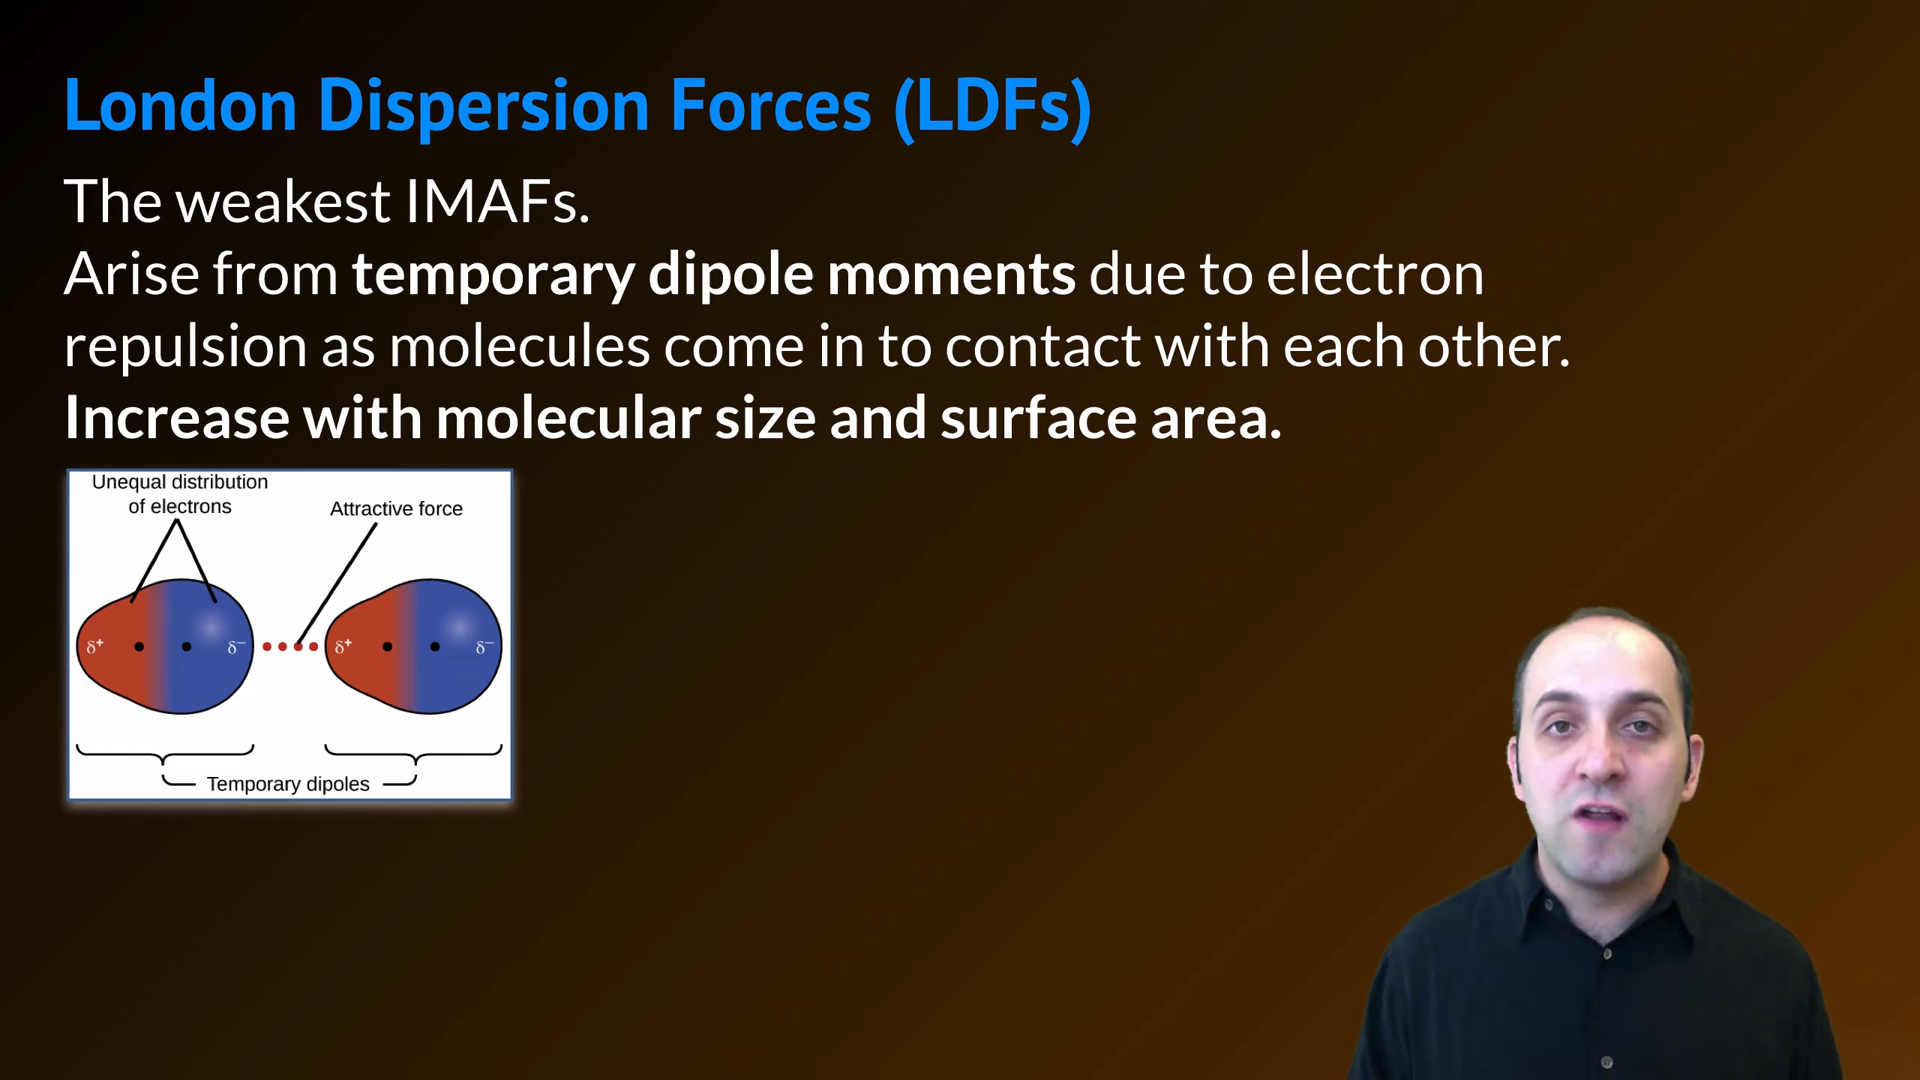 London Dispersion Forces (LDFs)
The weakest IMAFs.
Arise from temporary dipole moments due to electron
repulsion as molecules come in to contact with each other.
Increase with molecular size and surface area.
Unequal distribution
of electrons
Attractive force
δ+ δ− δ+ δ−
Temporary dipoles